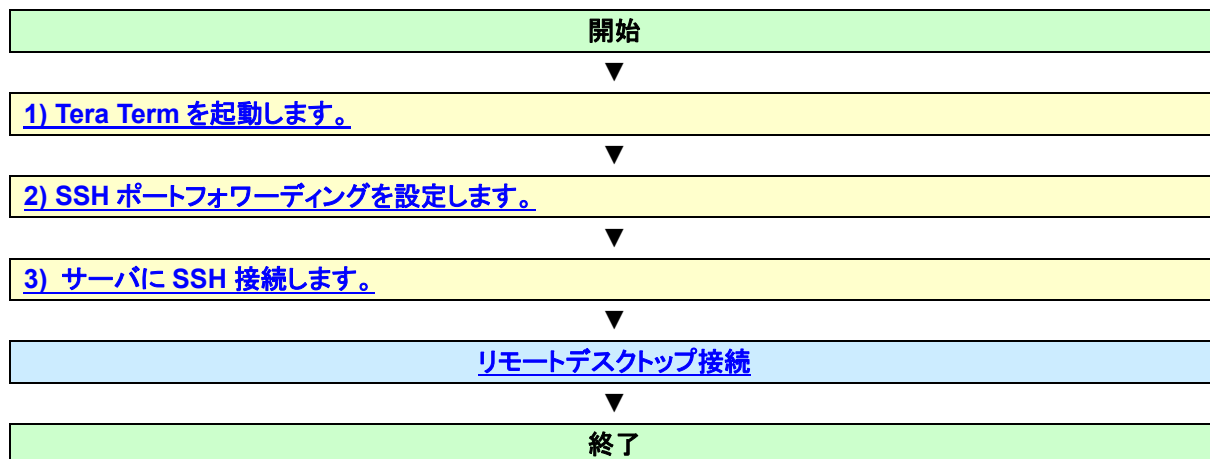 開始
▼
1) Tera Term を起動します。
▼
2) SSH ポートフォワーディングを設定します。
▼
3) サーバに SSH 接続します。
▼
リモートデスクトップ接続
▼
終了